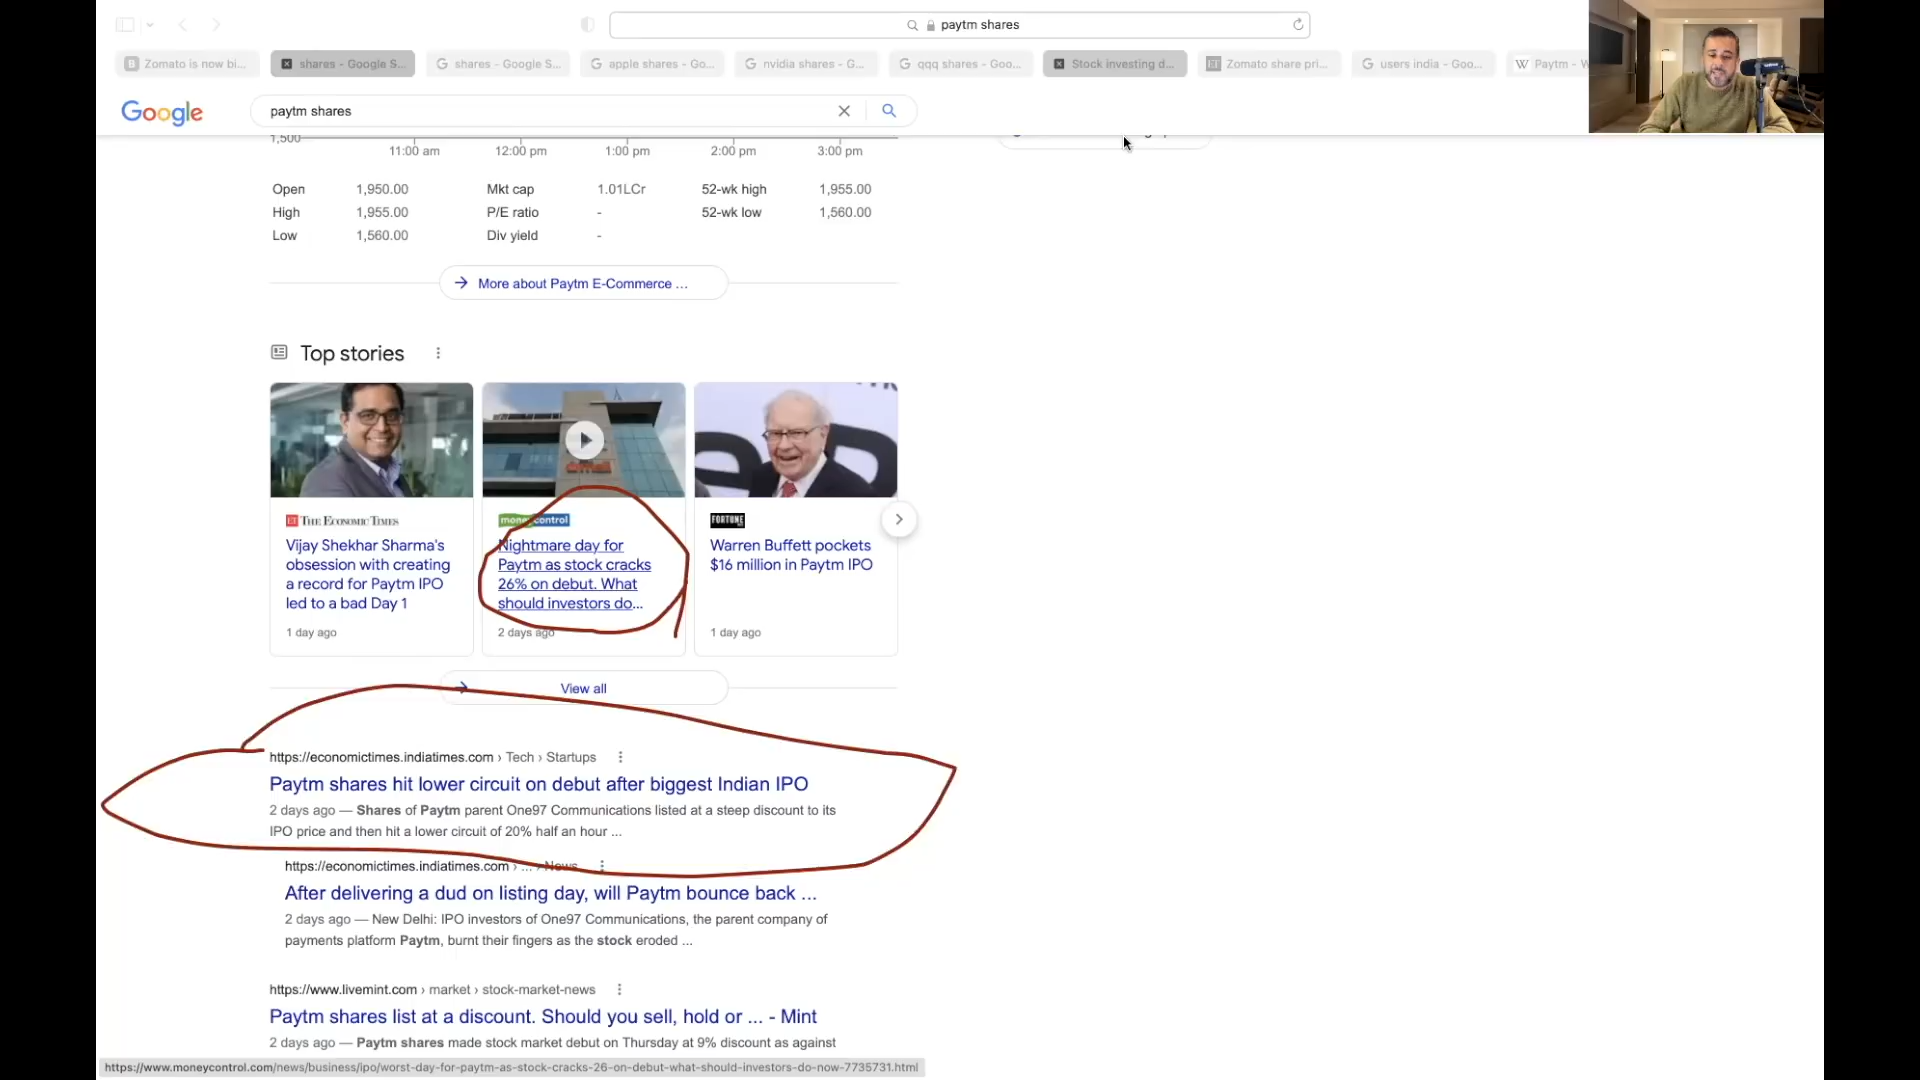 paytm shares
Zomato is now bi...
shares - Google S...
shares - Google S...
apple shares - Go...
nvidia shares - G...
qqq shares - Goo...
Stock investing d...
Zomato share pri...
users india - Goo...
Paytm - W
Google
paytm shares
1,500
11:00 am 12:00 pm 1:00 pm 2:00 pm 3:00 pm
Open 1,950.00 Mkt cap 1.01LCr 52-wk high 1,955.00
High 1,955.00 P/E ratio - 52-wk low 1,560.00
Low 1,560.00 Div yield -
More about Paytm E-Commerce ...
Top stories
ET THE ECONOMIC TIMES
Vijay Shekhar Sharma's
obsession with creating
a record for Paytm IPO
led to a bad Day 1
1 day ago
moneycontrol
Nightmare day for
Paytm as stock cracks
26% on debut. What
should investors do...
2 days ago
FORTUNE
Warren Buffett pockets
$16 million in Paytm IPO
1 day ago
View all
https://economictimes.indiatimes.com › Tech › Startups
Paytm shares hit lower circuit on debut after biggest Indian IPO
2 days ago — Shares of Paytm parent One97 Communications listed at a steep discount to its
IPO price and then hit a lower circuit of 20% half an hour ...
https://economictimes.indiatimes.com › ... › News
After delivering a dud on listing day, will Paytm bounce back ...
2 days ago — New Delhi: IPO investors of One97 Communications, the parent company of
payments platform Paytm, burnt their fingers as the stock eroded ...
https://www.livemint.com › market › stock-market-news
Paytm shares list at a discount. Should you sell, hold or ... - Mint
2 days ago — Paytm shares made stock market debut on Thursday at 9% discount as against
https://www.moneycontrol.com/news/business/ipo/worst-day-for-paytm-as-stock-cracks-26-on-debut-what-should-investors-do-now-7735731.html